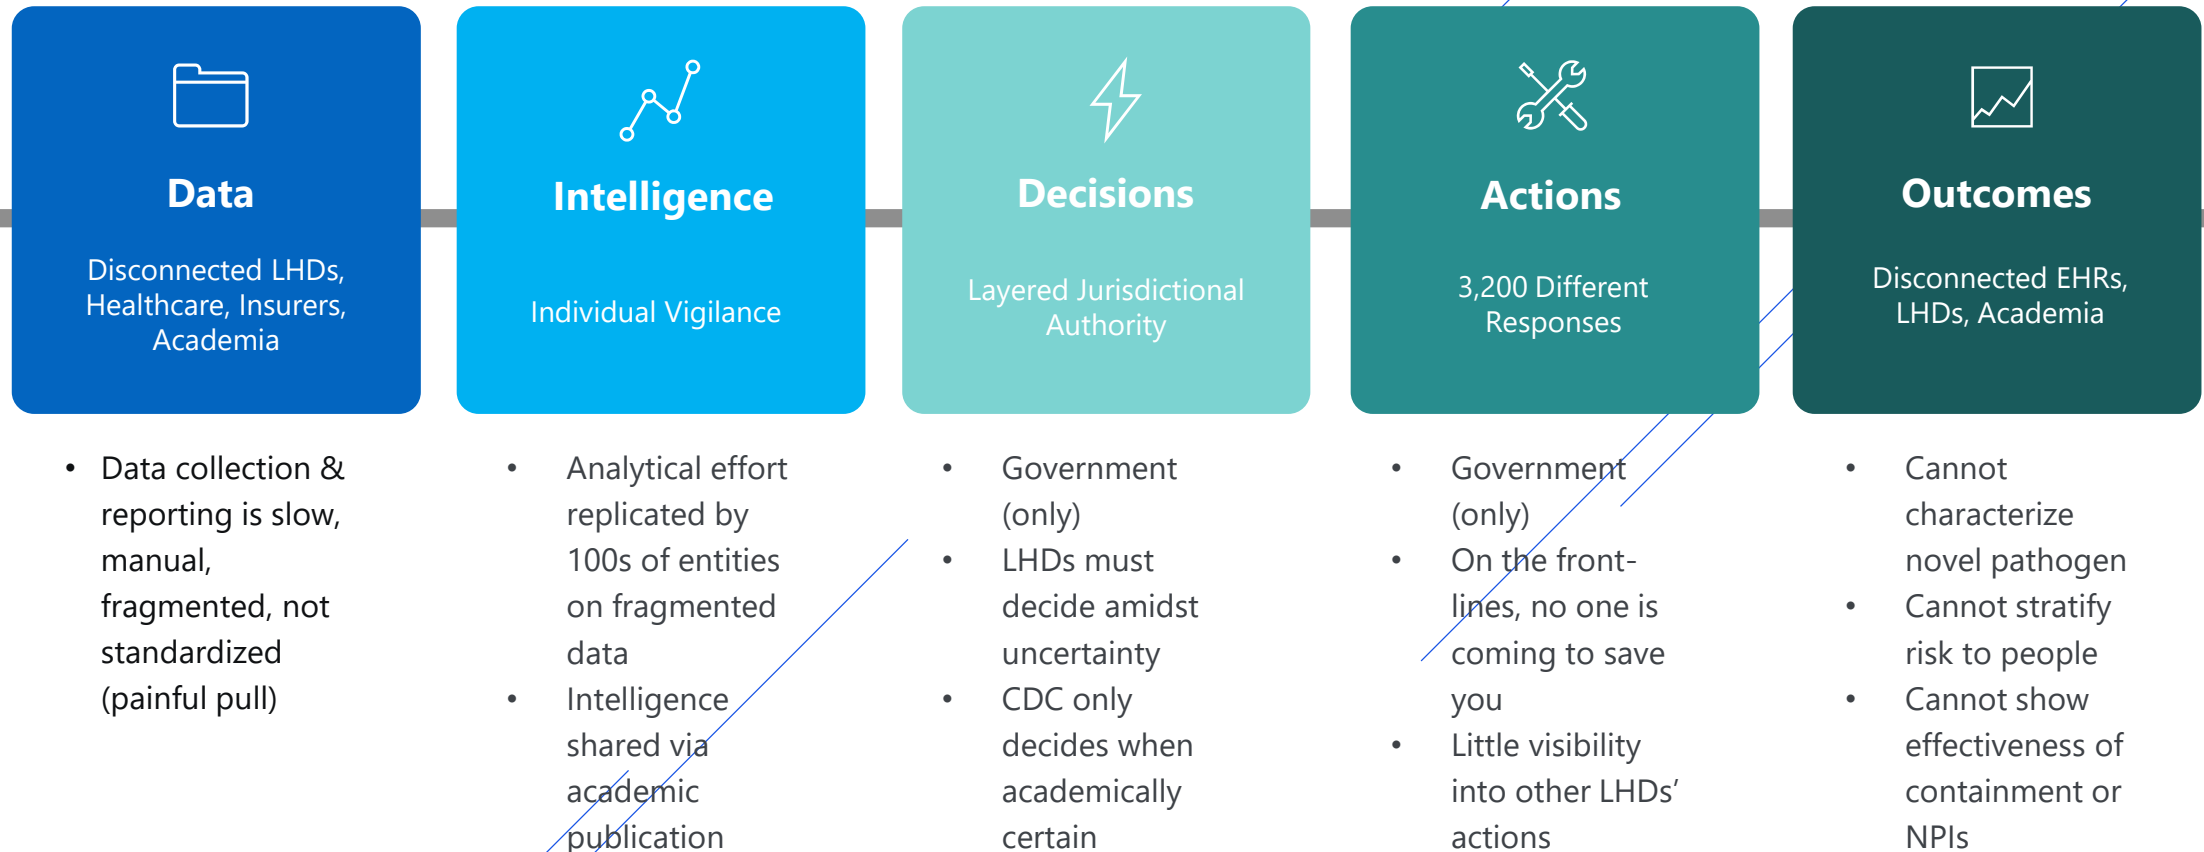 Data
Disconnected LHDs,
Healthcare, Insurers,
Academia
• Data collection &
reporting is slow,
manual,
fragmented, not
standardized
(painful pull)
Intelligence
Individual Vigilance
• Analytical effort
replicated by
100s of entities
on fragmented
data
• Intelligence
shared via
academic
publication
Decisions
Layered Jurisdictional
Authority
• Government
(only)
• LHDs must
decide amidst
uncertainty
• CDC only
decides when
academically
certain
Actions
3,200 Different
Responses
• Government
(only)
• On the front-
lines, no one is
coming to save
you
• Little visibility
into other LHDs’
actions
Outcomes
Disconnected EHRs,
LHDs, Academia
• Cannot
characterize
novel pathogen
• Cannot stratify
risk to people
• Cannot show
effectiveness of
containment or
NPIs